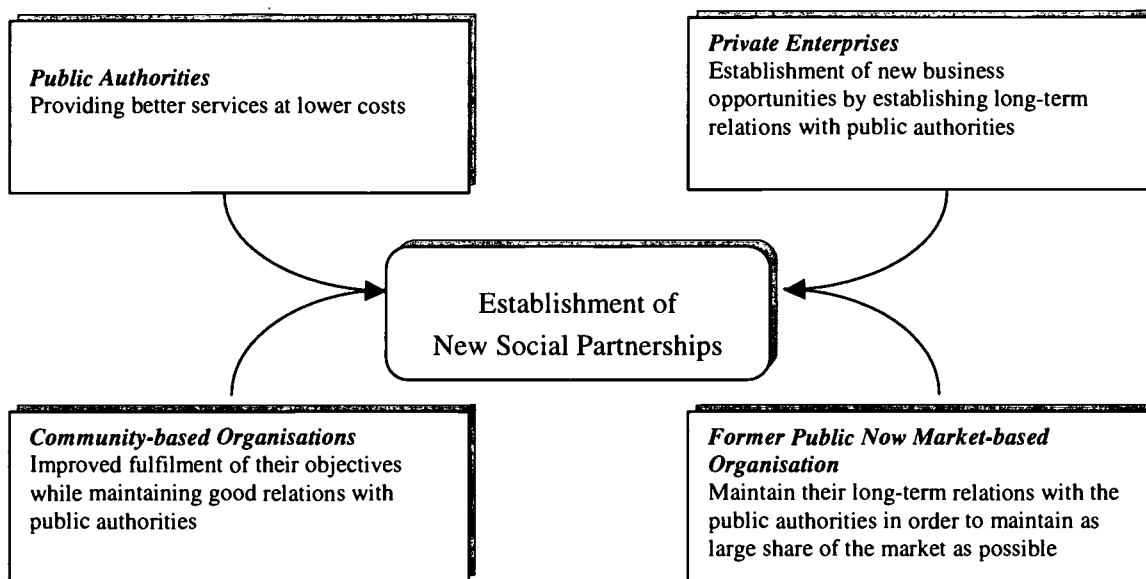 Public Authorities
Providing better services at lower costs
Private Enterprises
Establishment of new business
opportunities by establishing long-term
relations with public authorities
Establishment of
New Social Partnerships
Community-based Organisations
Improved fulfilment of their objectives
while maintaining good relations with
public authorities
Former Public Now Market-based
Organisation
Maintain their long-term relations with the
public authorities in order to maintain as
large share of the market as possible